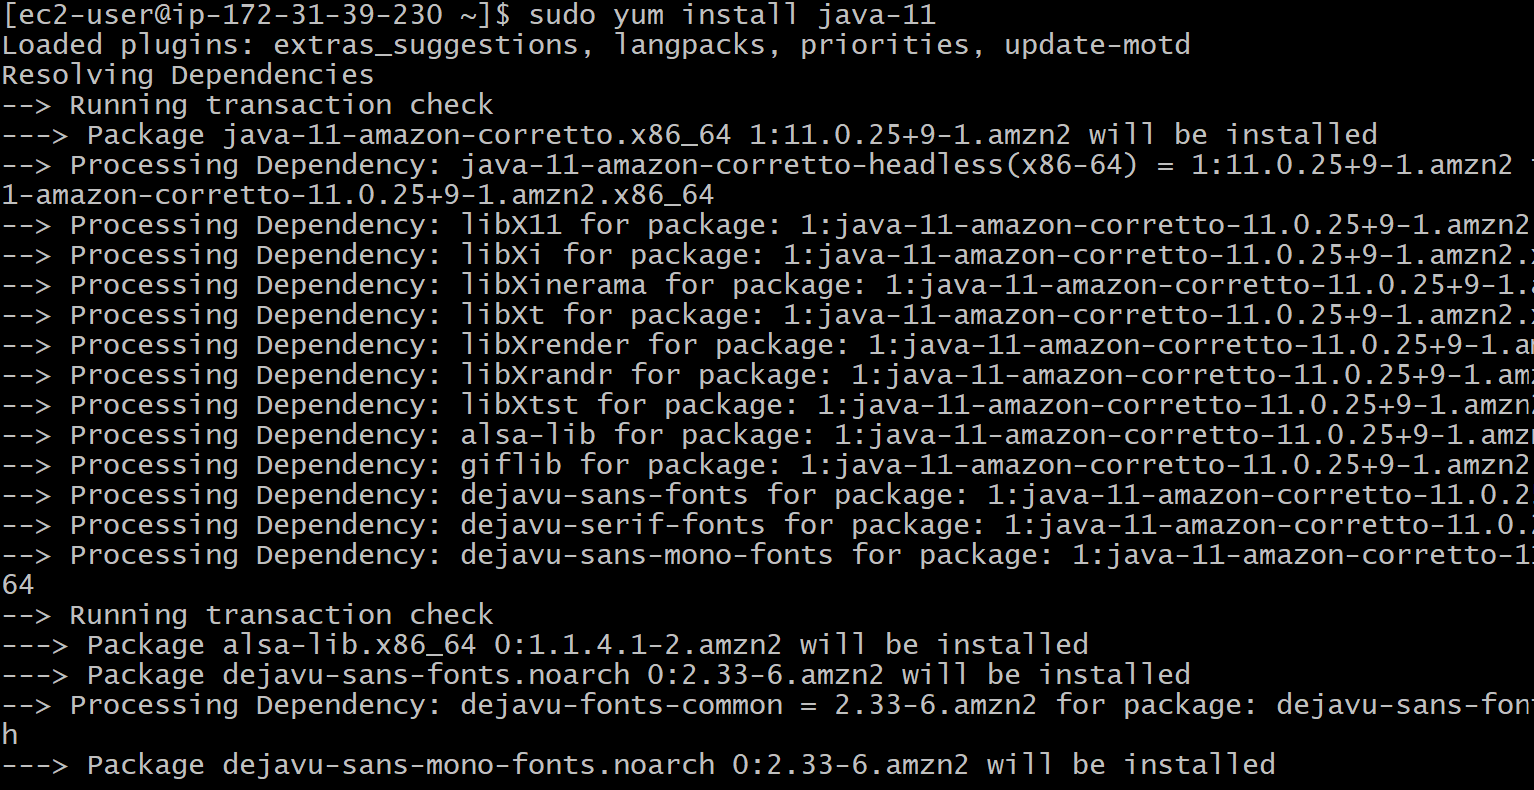 [ec2-user@ip-172-31-39-230 ~]$ sudo yum install java-11
Loaded plugins: extras_suggestions, langpacks, priorities, update-motd
Resolving Dependencies
--> Running transaction check
---> Package java-11-amazon-corretto.x86_64 1:11.0.25+9-1.amzn2 will be installed
--> Processing Dependency: java-11-amazon-corretto-headless(x86-64) = 1:11.0.25+9-1.amzn2
1-amazon-corretto-11.0.25+9-1.amzn2.x86_64
--> Processing Dependency: libX11 for package: 1:java-11-amazon-corretto-11.0.25+9-1.amzn2
--> Processing Dependency: libXi for package: 1:java-11-amazon-corretto-11.0.25+9-1.amzn2.
--> Processing Dependency: libXinerama for package: 1:java-11-amazon-corretto-11.0.25+9-1.
--> Processing Dependency: libXt for package: 1:java-11-amazon-corretto-11.0.25+9-1.amzn2.
--> Processing Dependency: libXrender for package: 1:java-11-amazon-corretto-11.0.25+9-1.am
--> Processing Dependency: libXrandr for package: 1:java-11-amazon-corretto-11.0.25+9-1.am
--> Processing Dependency: libXtst for package: 1:java-11-amazon-corretto-11.0.25+9-1.amzn
--> Processing Dependency: alsa-lib for package: 1:java-11-amazon-corretto-11.0.25+9-1.amz
--> Processing Dependency: giflib for package: 1:java-11-amazon-corretto-11.0.25+9-1.amzn2
--> Processing Dependency: dejavu-sans-fonts for package: 1:java-11-amazon-corretto-11.0.2
--> Processing Dependency: dejavu-serif-fonts for package: 1:java-11-amazon-corretto-11.0.
--> Processing Dependency: dejavu-sans-mono-fonts for package: 1:java-11-amazon-corretto-1
64
--> Running transaction check
---> Package alsa-lib.x86_64 0:1.1.4.1-2.amzn2 will be installed
---> Package dejavu-sans-fonts.noarch 0:2.33-6.amzn2 will be installed
--> Processing Dependency: dejavu-fonts-common = 2.33-6.amzn2 for package: dejavu-sans-fon
h
---> Package dejavu-sans-mono-fonts.noarch 0:2.33-6.amzn2 will be installed